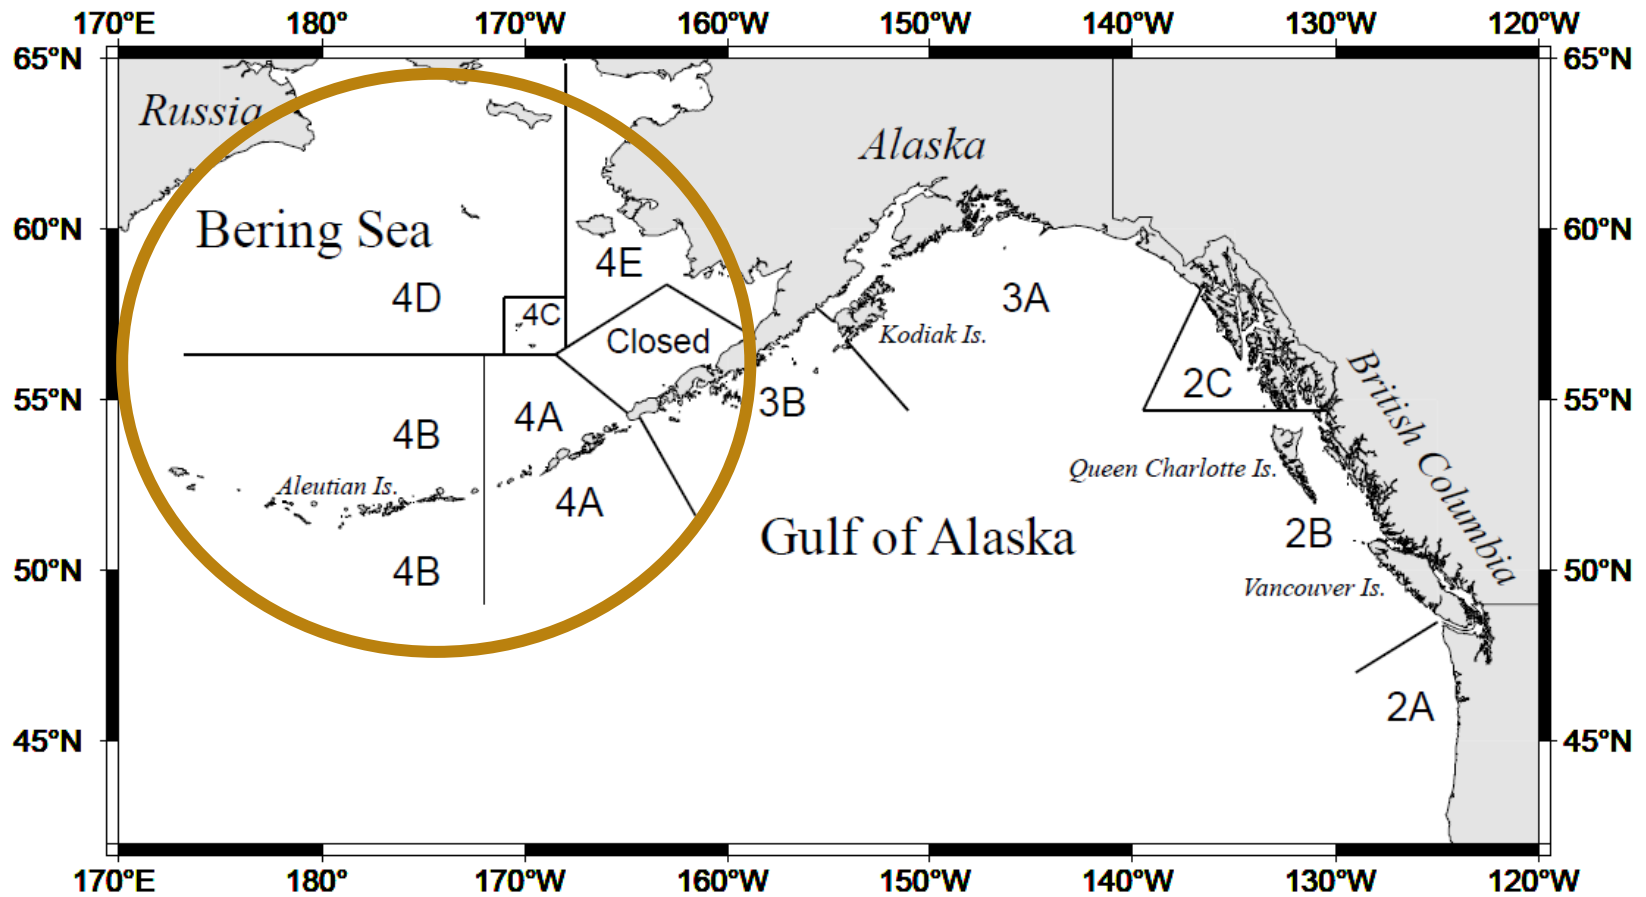 170°E 180° 170°W 160°W 150°W 140°W 130°W 120°W
65°N 65°N
Russia
Alaska
60°N Bering Sea 60°N
4E
4D 4C 3A
Closed Kodiak Is.
British Columbia
2C
55°N 4A 3B 55°N
4B
Aleutian Is. Queen Charlotte Is.
4A
Gulf of Alaska 2B
50°N 4B 50°N
Vancouver Is.
2A
45°N 45°N
170°E 180° 170°W 160°W 150°W 140°W 130°W 120°W